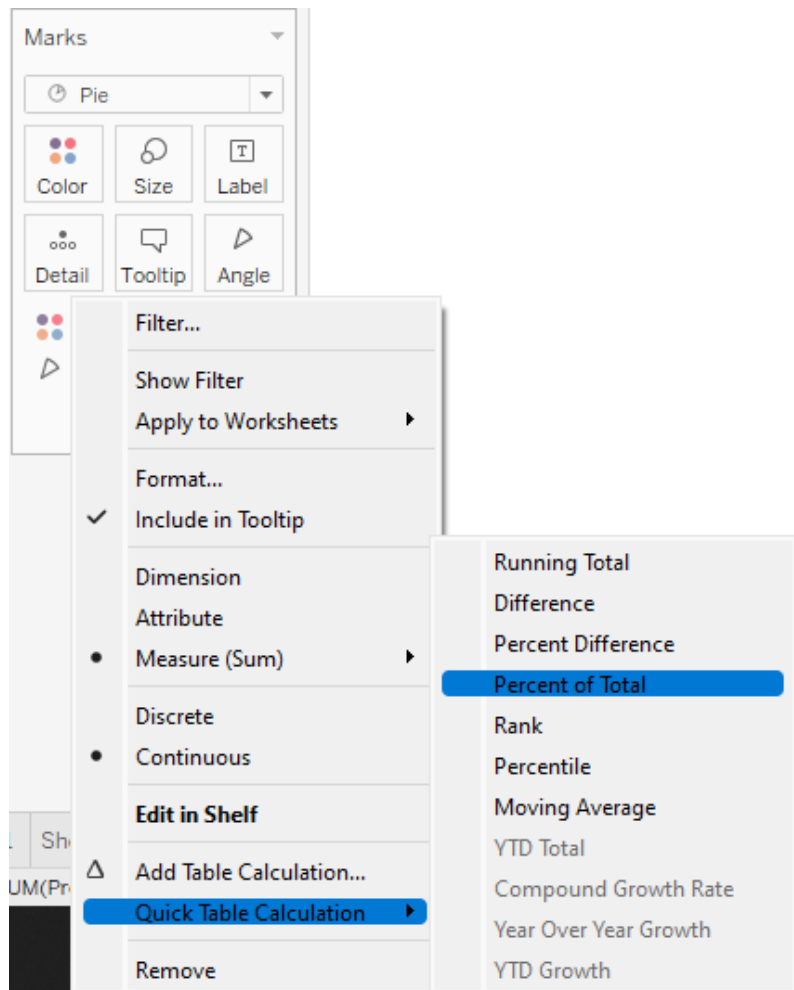 Marks
Pie
Color Size Label
T
Detail Tooltip Angle
Filter...
Show Filter
Apply to Worksheets
Format...
Include in Tooltip
Dimension
Attribute
Measure (Sum)
Discrete
Continuous
Edit in Shelf
Add Table Calculation...
Quick Table Calculation
Remove
Running Total
Difference
Percent Difference
Percent of Total
Rank
Percentile
Moving Average
YTD Total
Compound Growth Rate
Year Over Year Growth
YTD Growth
Sh
UM(Pr